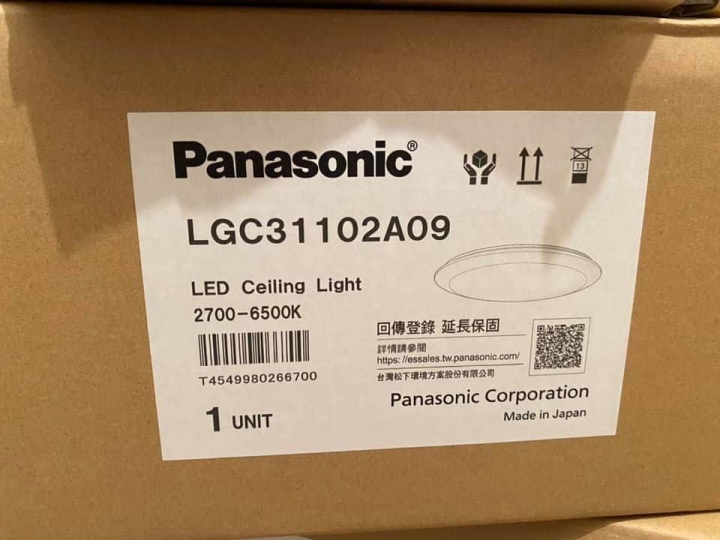 Panasonic®
13
LGC31102A09
LED Ceiling Light
2700-6500K
回傳登錄 延長保固
詳情請參閱
https://essales.tw.panasonic.com/
台灣松下環境方案股份有限公司
T4549980266700
Panasonic Corporation
Made in Japan
1 UNIT